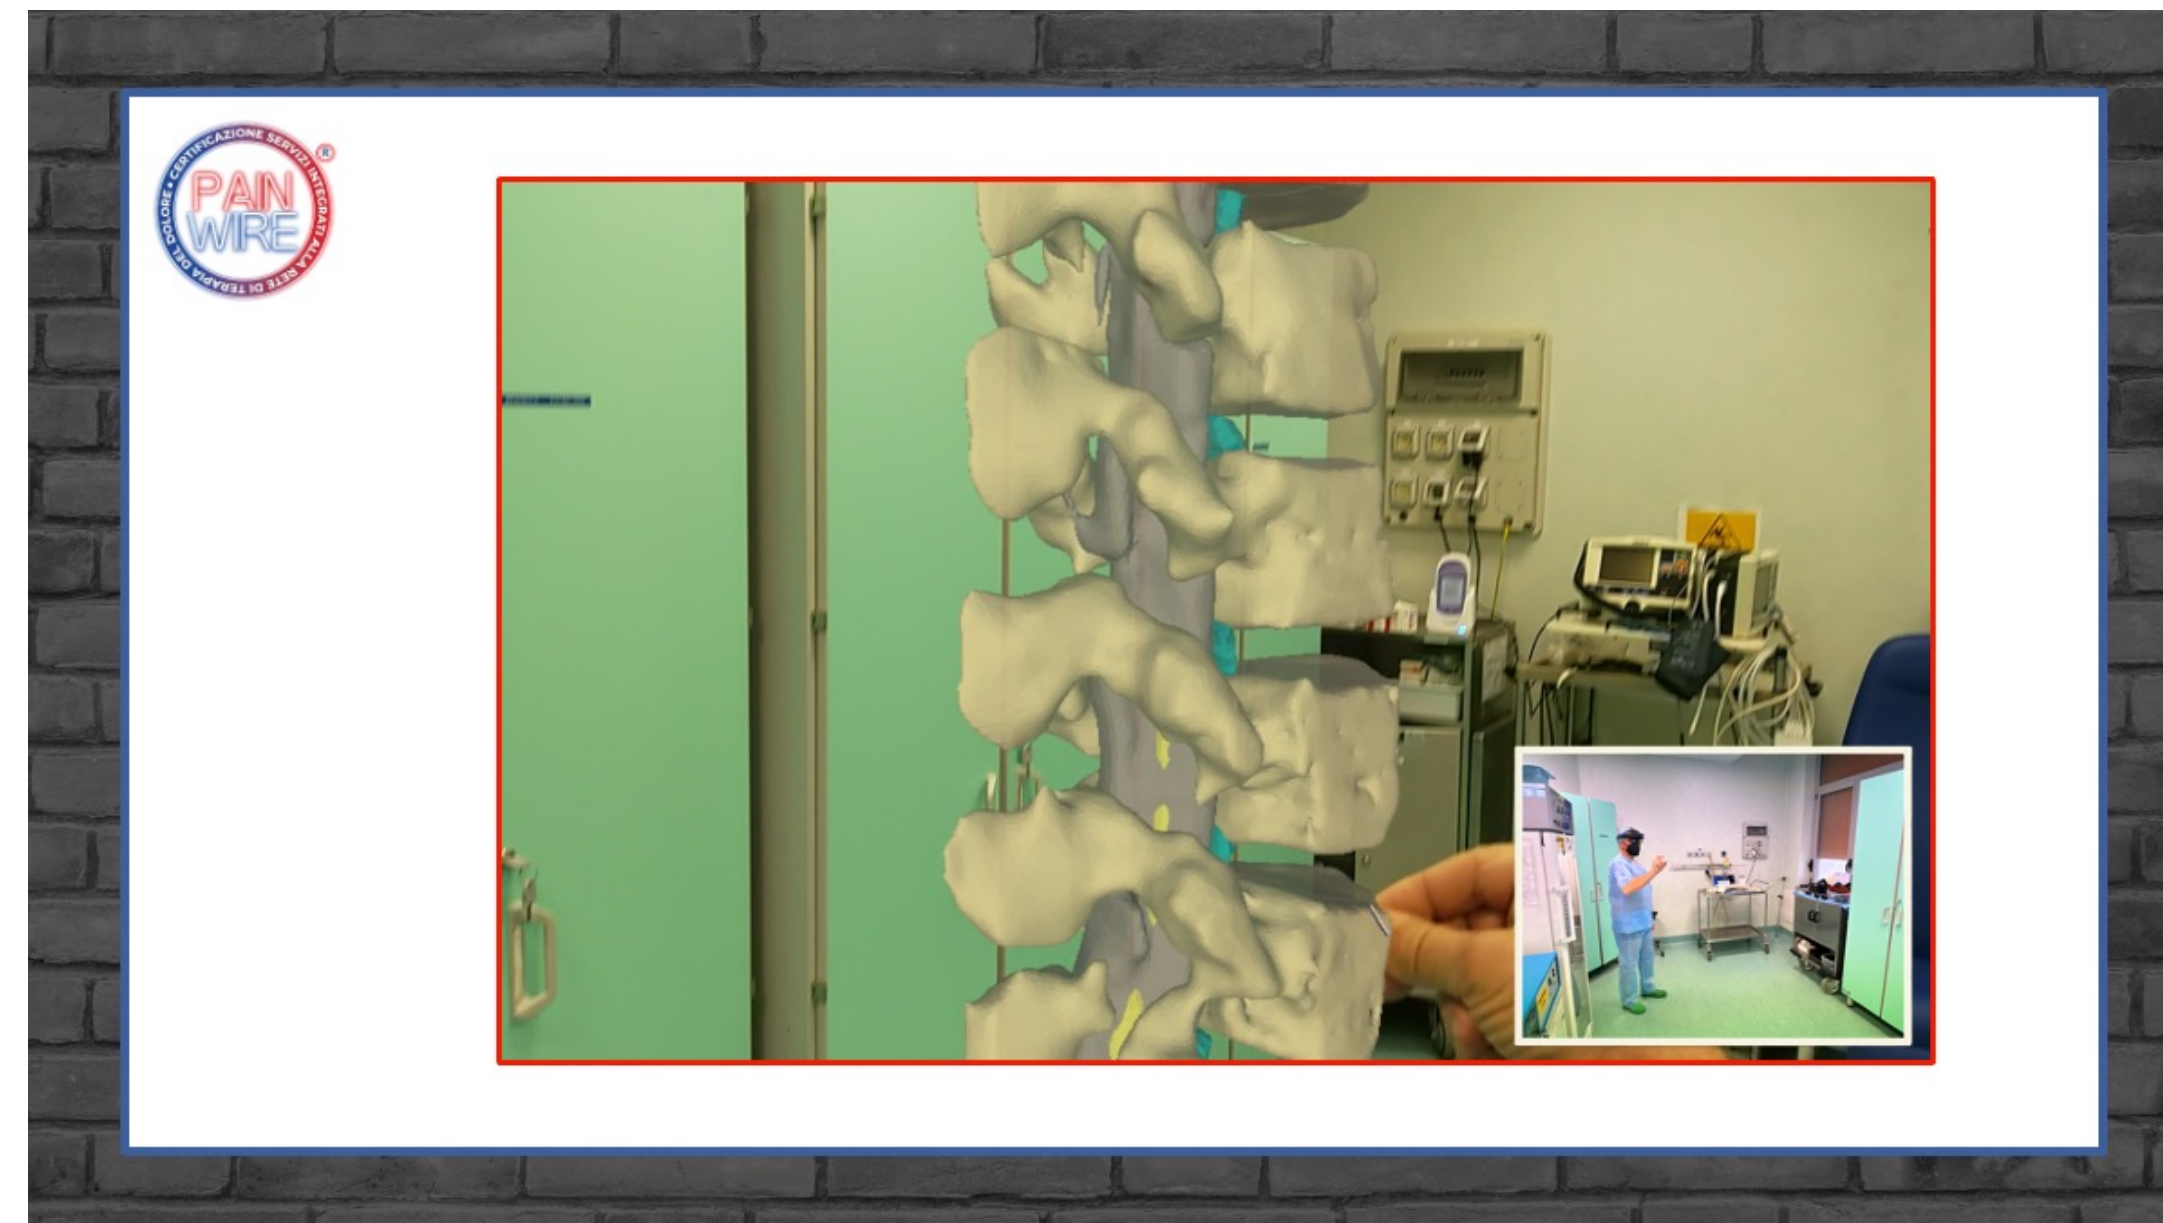 CERTIFICAZIONE SERVIZI INTEGRATI ALLA RETE DI TERAPIA DEL DOLORE •
®
PAIN
WIRE